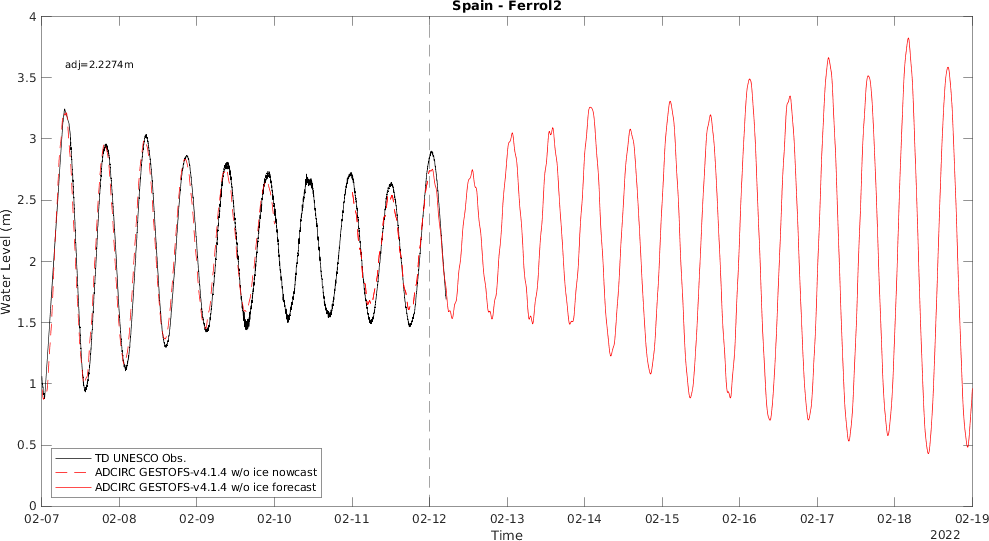 Spain - Ferrol2
4
3.5
3
2.5
2
1.5
1
0.5
0
Water Level (m)
adj=2.2274m
TD UNESCO Obs.
ADCIRC GESTOFS-v4.1.4 w/o ice nowcast
ADCIRC GESTOFS-v4.1.4 w/o ice forecast
02-07 02-08 02-09 02-10 02-11 02-12 02-13 02-14 02-15 02-16 02-17 02-18 02-19
Time
2022